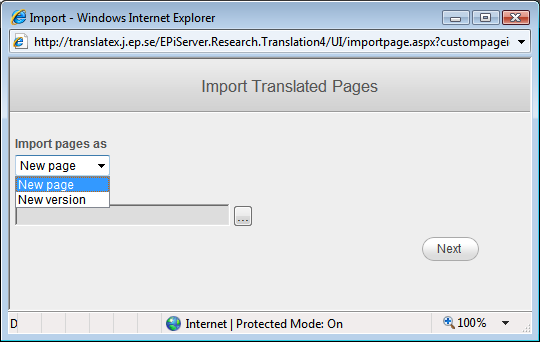 Import - Windows Internet Explorer
http://translatex.j.ep.se/EPiServer.Research.Translation4/UI/importpage.aspx?custompagei
Import Translated Pages
Import pages as
New page
New page
New version
...
Next
D
Internet | Protected Mode: On
100%